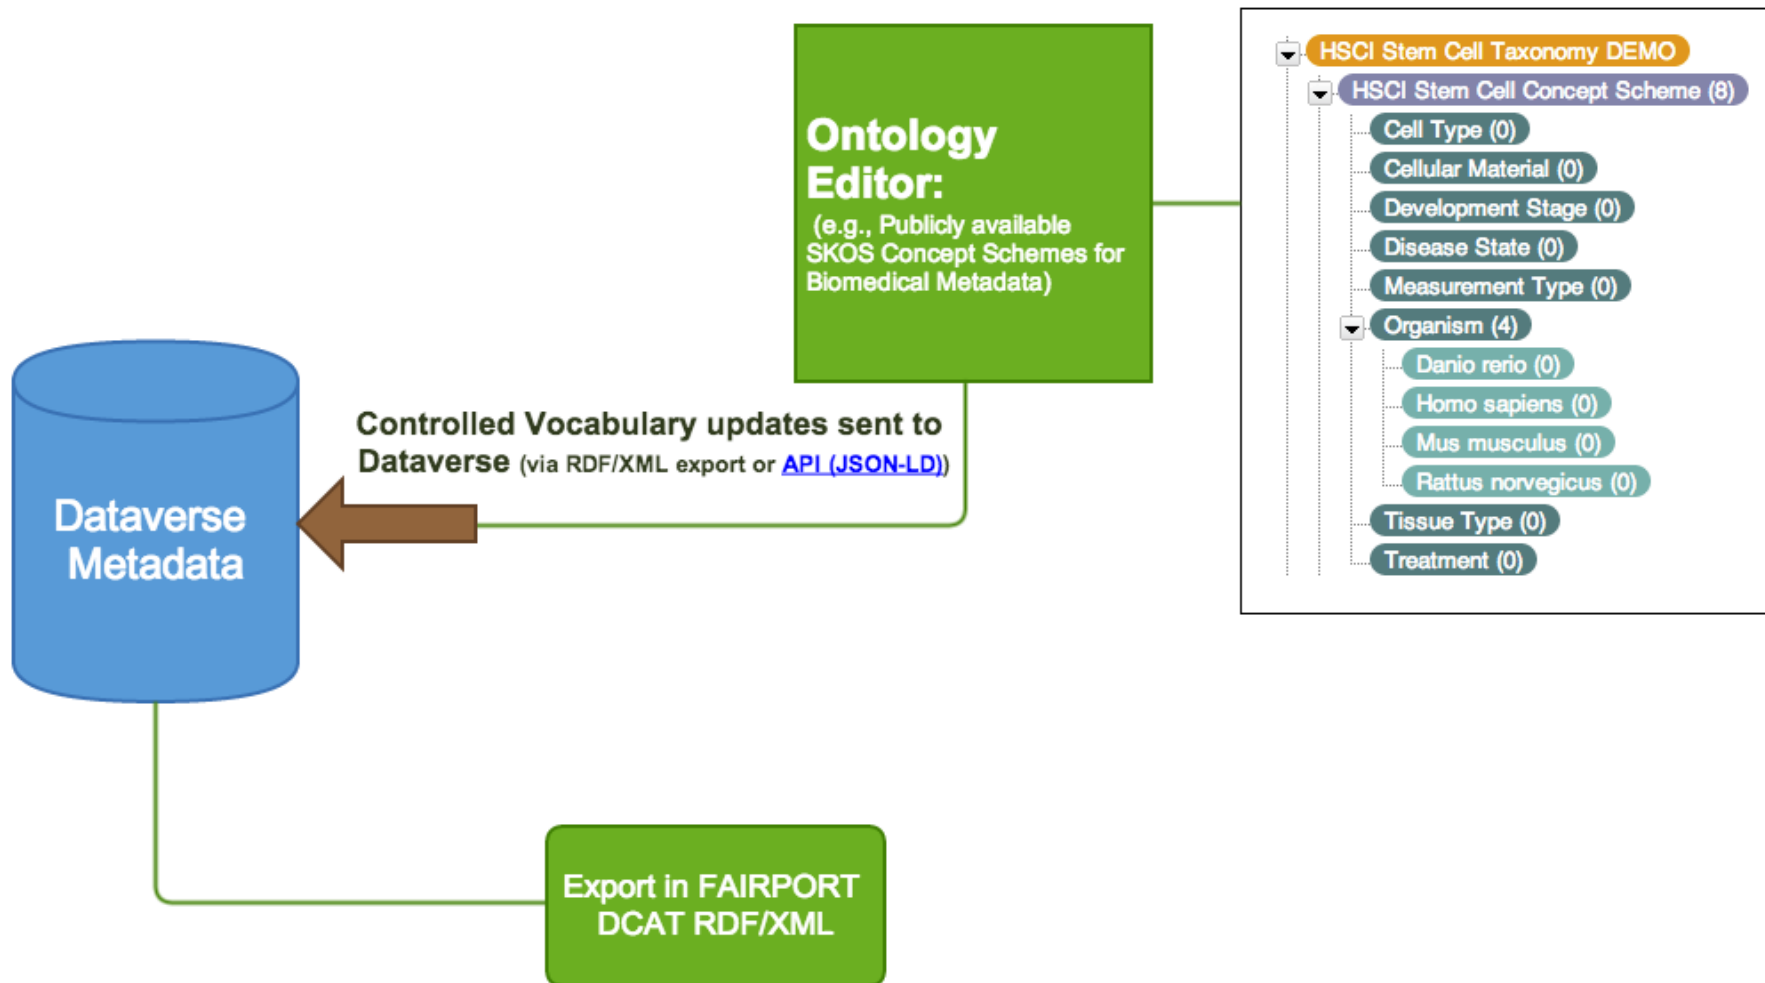 Ontology
Editor:
(e.g., Publicly available
SKOS Concept Schemes for
Biomedical Metadata)
HSCI Stem Cell Taxonomy DEMO
HSCI Stem Cell Concept Scheme (8)
Cell Type (0)
Cellular Material (0)
Development Stage (0)
Disease State (0)
Measurement Type (0)
Organism (4)
Danio rerio (0)
Homo sapiens (0)
Mus musculus (0)
Rattus norvegicus (0)
Tissue Type (0)
Treatment (0)
Controlled Vocabulary updates sent to
Dataverse (via RDF/XML export or API (JSON-LD))
Dataverse
Metadata
Export in FAIRPORT
DCAT RDF/XML